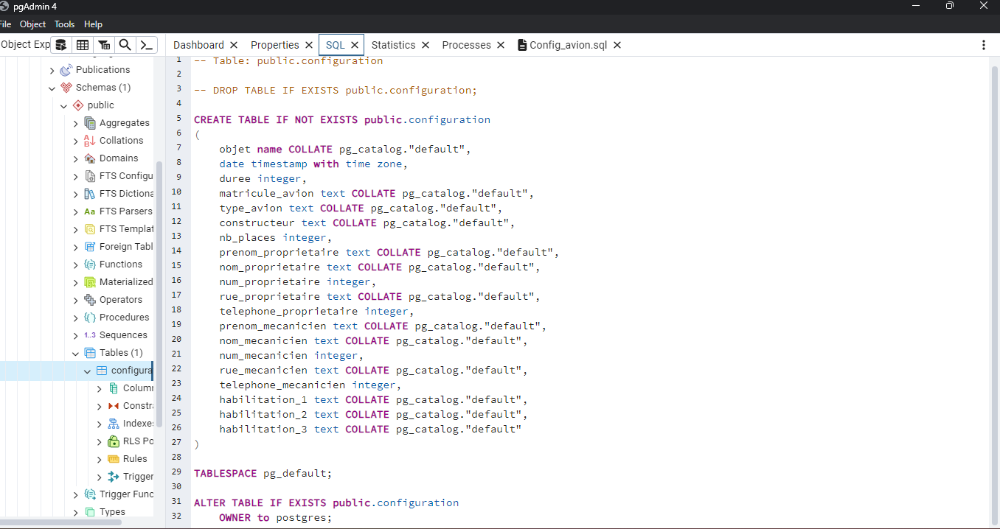 pgAdmin 4
File Object Tools Help
Object Exp
Dashboard Properties SQL Statistics Processes Config_avion.sql
Publications
Schemas (1)
public
Aggregates
Collations
Domains
FTS Configu
FTS Dictiona
Aa FTS Parsers
FTS Templat
Foreign Tabl
Functions
Materialized
Operators
Procedures
1..3 Sequences
Tables (1)
configura
Column
Constra
Indexes
RLS Po
Rules
Trigger
Trigger Func
Types
1 -- Table: public.configuration
2
3 -- DROP TABLE IF EXISTS public.configuration;
4
5 CREATE TABLE IF NOT EXISTS public.configuration
6 (
7 objet name COLLATE pg_catalog."default",
8 date timestamp with time zone,
9 duree integer,
10 matricule_avion text COLLATE pg_catalog."default",
11 type_avion text COLLATE pg_catalog."default",
12 constructeur text COLLATE pg_catalog."default",
13 nb_places integer,
14 prenom_proprietaire text COLLATE pg_catalog."default",
15 nom_proprietaire text COLLATE pg_catalog."default",
16 num_proprietaire integer,
17 rue_proprietaire text COLLATE pg_catalog."default",
18 telephone_proprietaire integer,
19 prenom_mecanicien text COLLATE pg_catalog."default",
20 nom_mecanicien text COLLATE pg_catalog."default",
21 num_mecanicien integer,
22 rue_mecanicien text COLLATE pg_catalog."default",
23 telephone_mecanicien integer,
24 habilitation_1 text COLLATE pg_catalog."default",
25 habilitation_2 text COLLATE pg_catalog."default",
26 habilitation_3 text COLLATE pg_catalog."default"
27 )
28
29 TABLESPACE pg_default;
30
31 ALTER TABLE IF EXISTS public.configuration
32 OWNER to postgres;